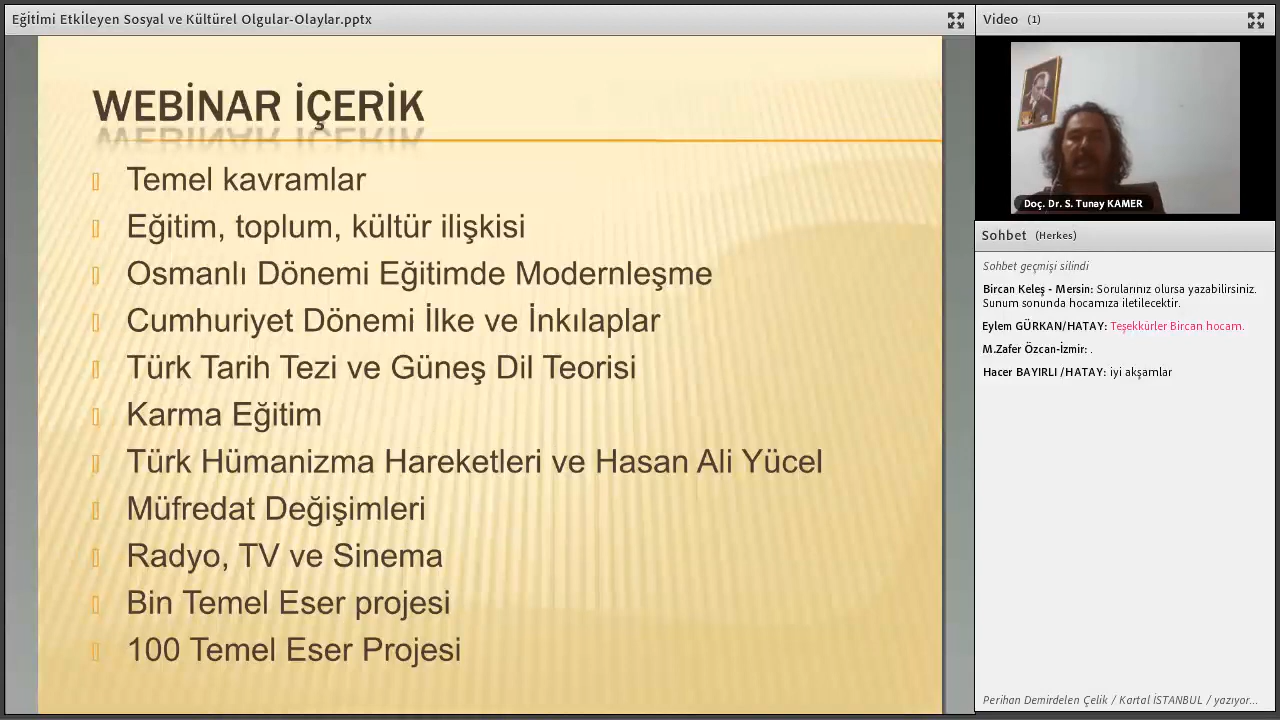 Eğitimi Etkileyen Sosyal ve Kültürel Olgular-Olaylar.pptx
WEBİNAR İÇERİK
Temel kavramlar
Eğitim, toplum, kültür ilişkisi
Osmanlı Dönemi Eğitimde Modernleşme
Cumhuriyet Dönemi İlke ve İnkılaplar
Türk Tarih Tezi ve Güneş Dil Teorisi
Karma Eğitim
Türk Hümanizma Hareketleri ve Hasan Ali Yücel
Müfredat Değişimleri
Radyo, TV ve Sinema
Bin Temel Eser projesi
100 Temel Eser Projesi
Video (1)
Doç. Dr. S. Tunay KAMER
Sohbet (Herkes)
Sohbet geçmişi silindi
Bircan Keleş - Mersin: Sorularınız olursa yazabilirsiniz.
Sunum sonunda hocamıza iletilecektir.
Eylem GÜRKAN/HATAY: Teşekkürler Bircan hocam.
M.Zafer Özcan-İzmir: .
Hacer BAYIRLI /HATAY: iyi akşamlar
Perihan Demirdelen Çelik / Kartal İSTANBUL / yazıyor...